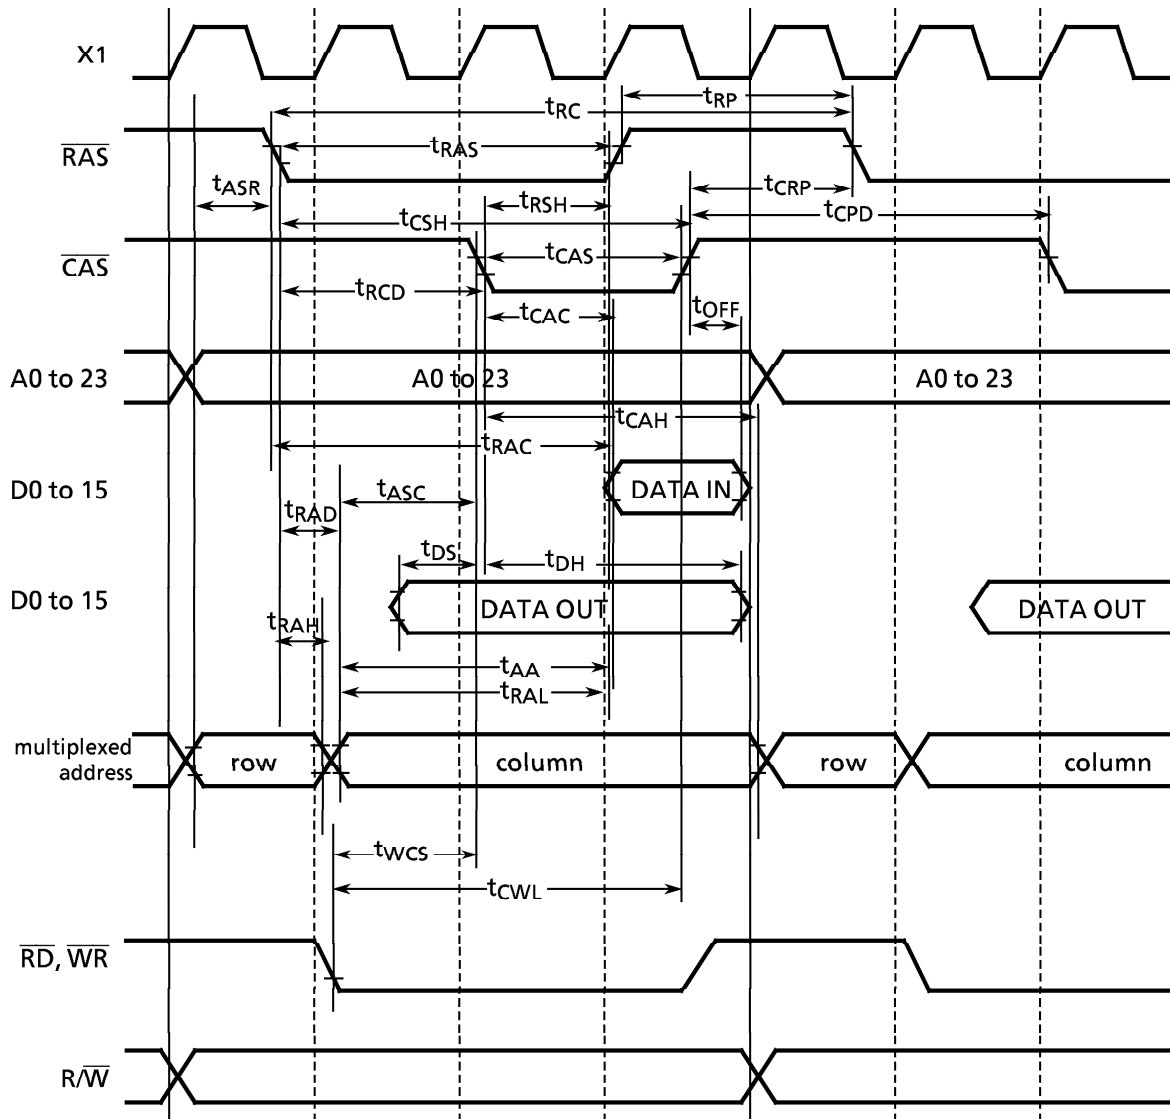 X1
tRP
tRC
RAS
tRAS
tASR
tRSH
tCRP
tCPD
tCSH
CAS
tCAS
tRCD
tCAC
tOFF
A0 to 23
A0 to 23
A0 to 23
tCAH
tRAC
D0 to 15
DATA IN
tASC
tRAD
tDS
tDH
D0 to 15
DATA OUT
DATA OUT
tRAH
tAA
tRAL
multiplexed
address
row
column
row
column
tWCS
tCWL
RD, WR
R/W